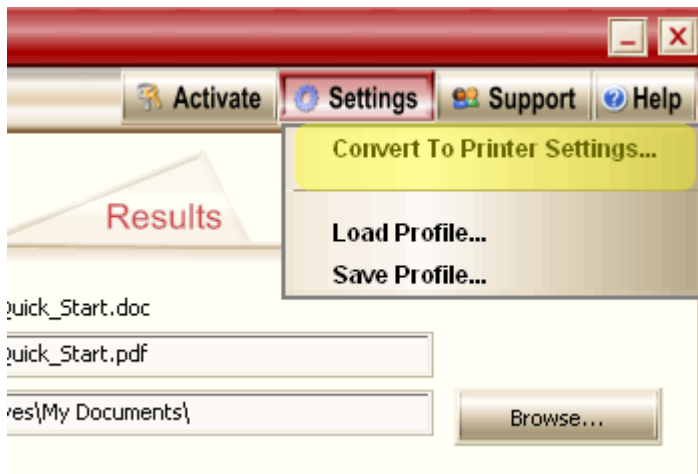 Activate Settings Support Help
Convert To Printer Settings...
Results
Load Profile...
Save Profile...
Quick_Start.doc
Quick_Start.pdf
ves\My Documents\
Browse...